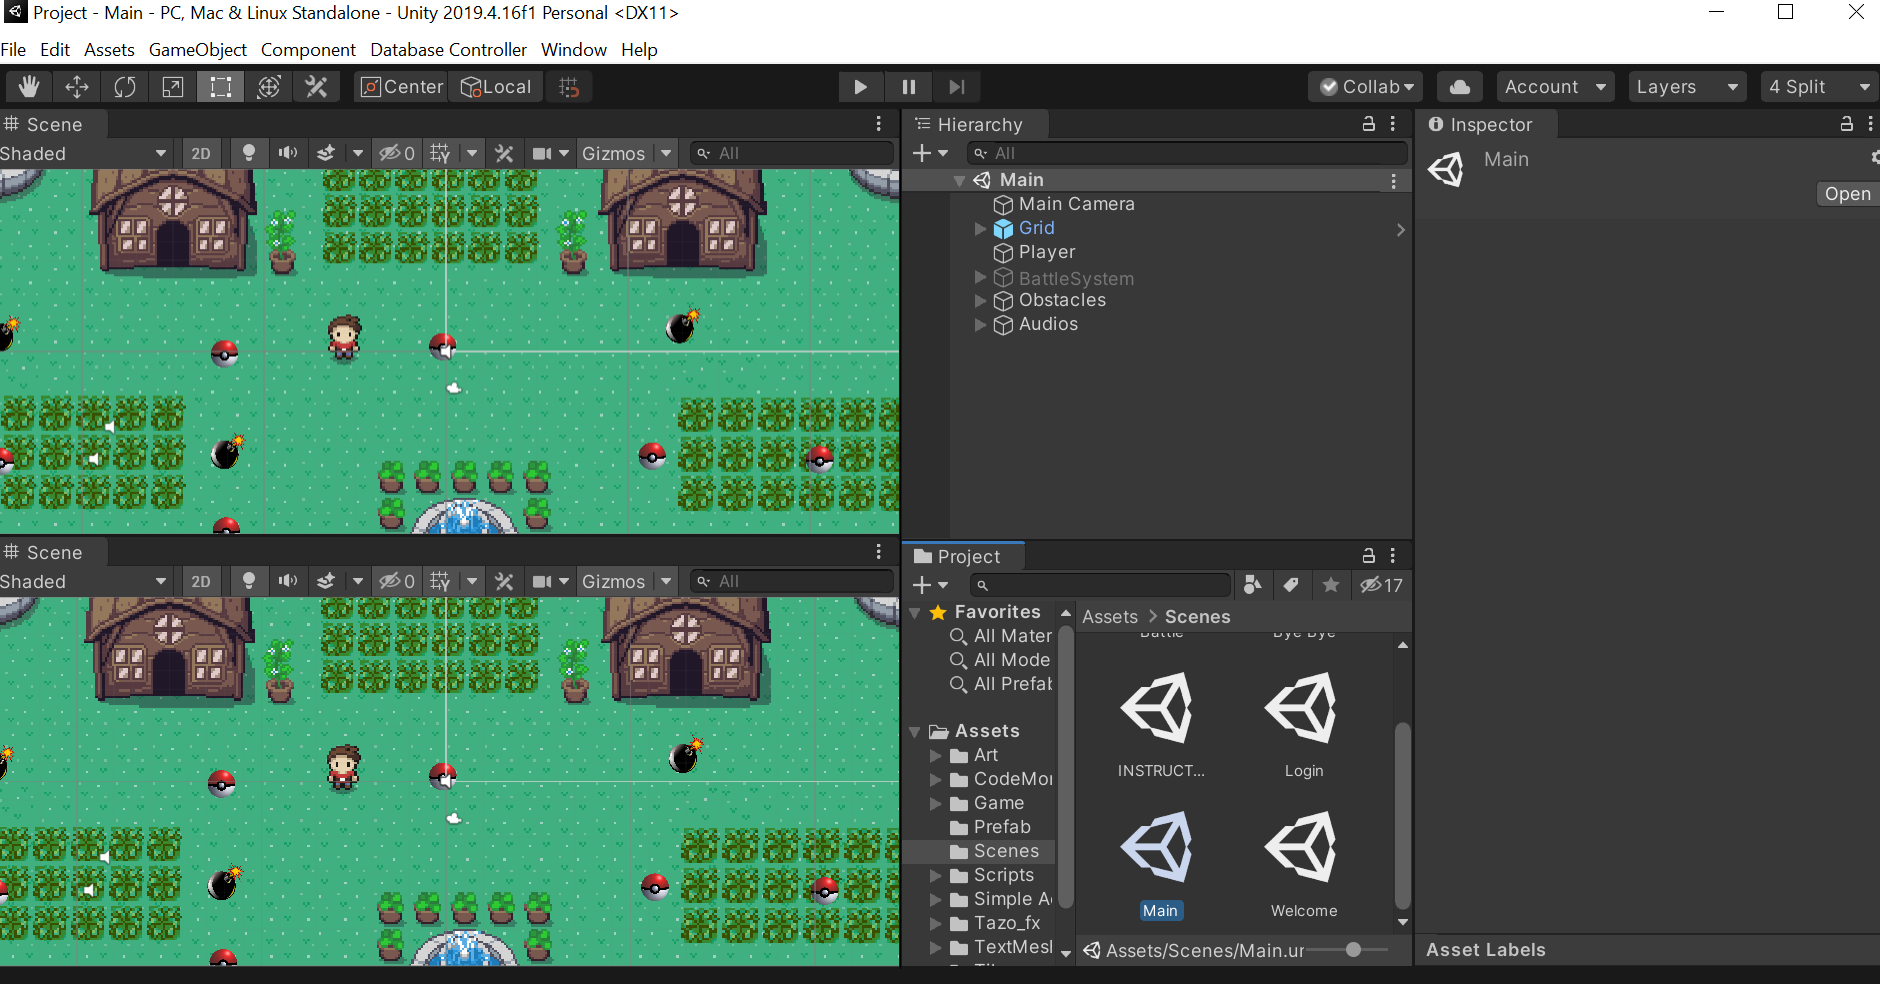 Project - Main - PC, Mac & Linux Standalone - Unity 2019.4.16f1 Personal <DX11>
File Edit Assets GameObject Component Database Controller Window Help
Center Local Collab Account Layers 4 Split
Scene
Shaded 2D 0 Gizmos All
Hierarchy
All
Main
Main Camera
Grid
Player
BattleSystem
Obstacles
Audios
Inspector
Main
Open
Scene
Shaded 2D 0 Gizmos All
Project
17
Favorites
All Mater
All Mode
All Prefab
Assets
Art
CodeMon
Game
Prefab
Scenes
Scripts
Simple A
Tazo_fx
TextMesl
Assets > Scenes
Battle Bye Bye
INSTRUCT... Login
Main Welcome
Assets/Scenes/Main.ur
Asset Labels